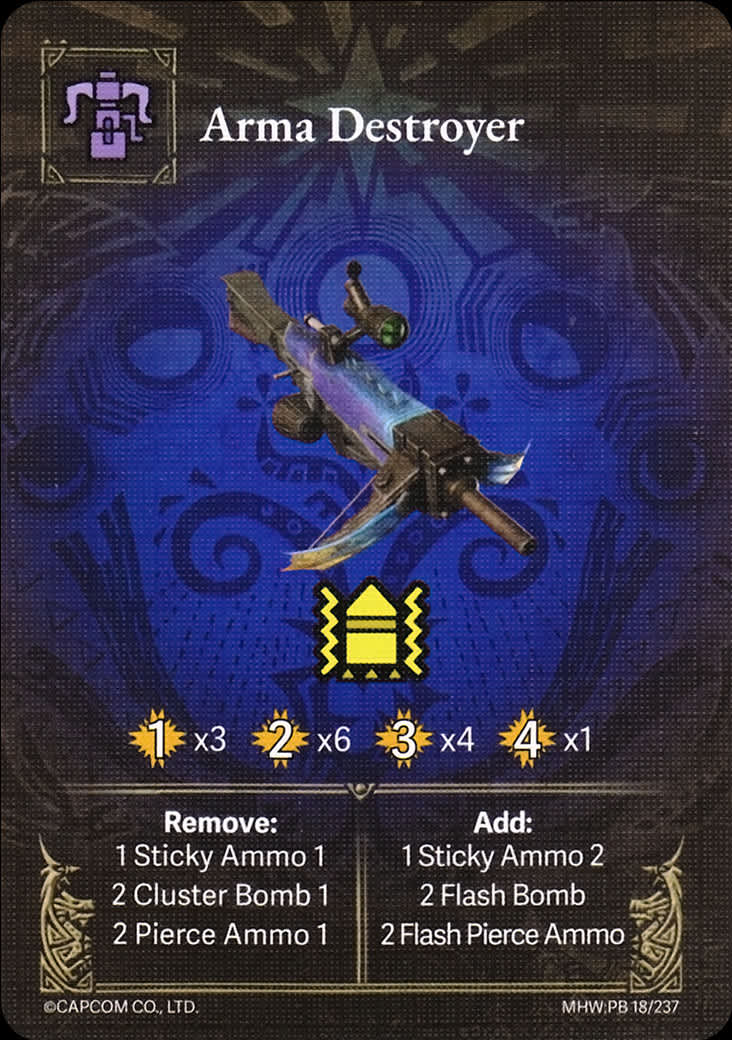 Arma Destroyer
1 x3 2 x6 3 x4 4 x1
Remove:
1 Sticky Ammo 1
2 Cluster Bomb 1
2 Pierce Ammo 1
Add:
1 Sticky Ammo 2
2 Flash Bomb
2 Flash Pierce Ammo
©CAPCOM CO., LTD.
MHW;PB 18/237